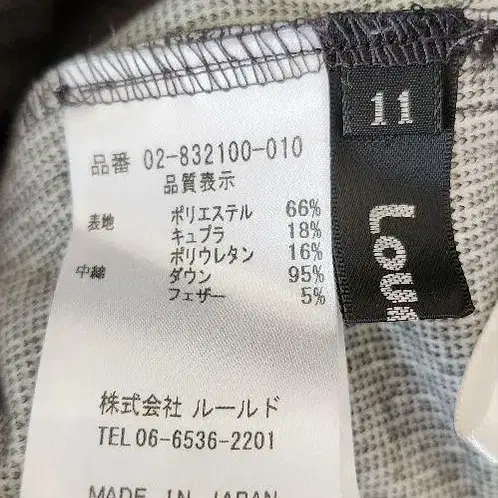 11
Lou
品番 02-832100-010
品質表示
表地 ポリエステル 66%
キュプラ 18%
ポリウレタン 16%
中綿 ダウン 95%
フェザー 5%
株式会社 ルールド
TEL 06-6536-2201
MADE IN JAPAN